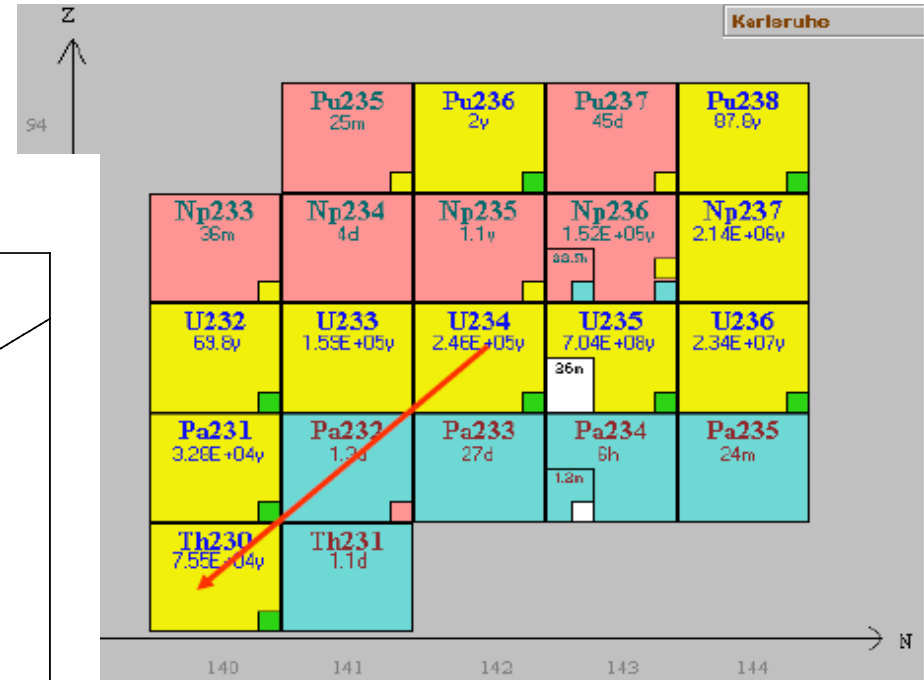 Z
Karlsruhe
94
Pu235 Pu236 Pu237 Pu238
25m 2y 45d 87.8y
Np233 Np234 Np235 Np236 Np237
36m 4d 1.1y 1.52E+05y 2.14E+06y
U232 U233 U234 U235 U236
69.8y 1.59E+05y 2.46E+05y 7.04E+08y 2.34E+07y
26m
Pa231 Pa232 Pa233 Pa234 Pa235
3.28E+04y 1.3d 27d 6h 24m
1.2m
Th230 Th231
7.55E+04y 1.1d
N
140 141 142 143 144